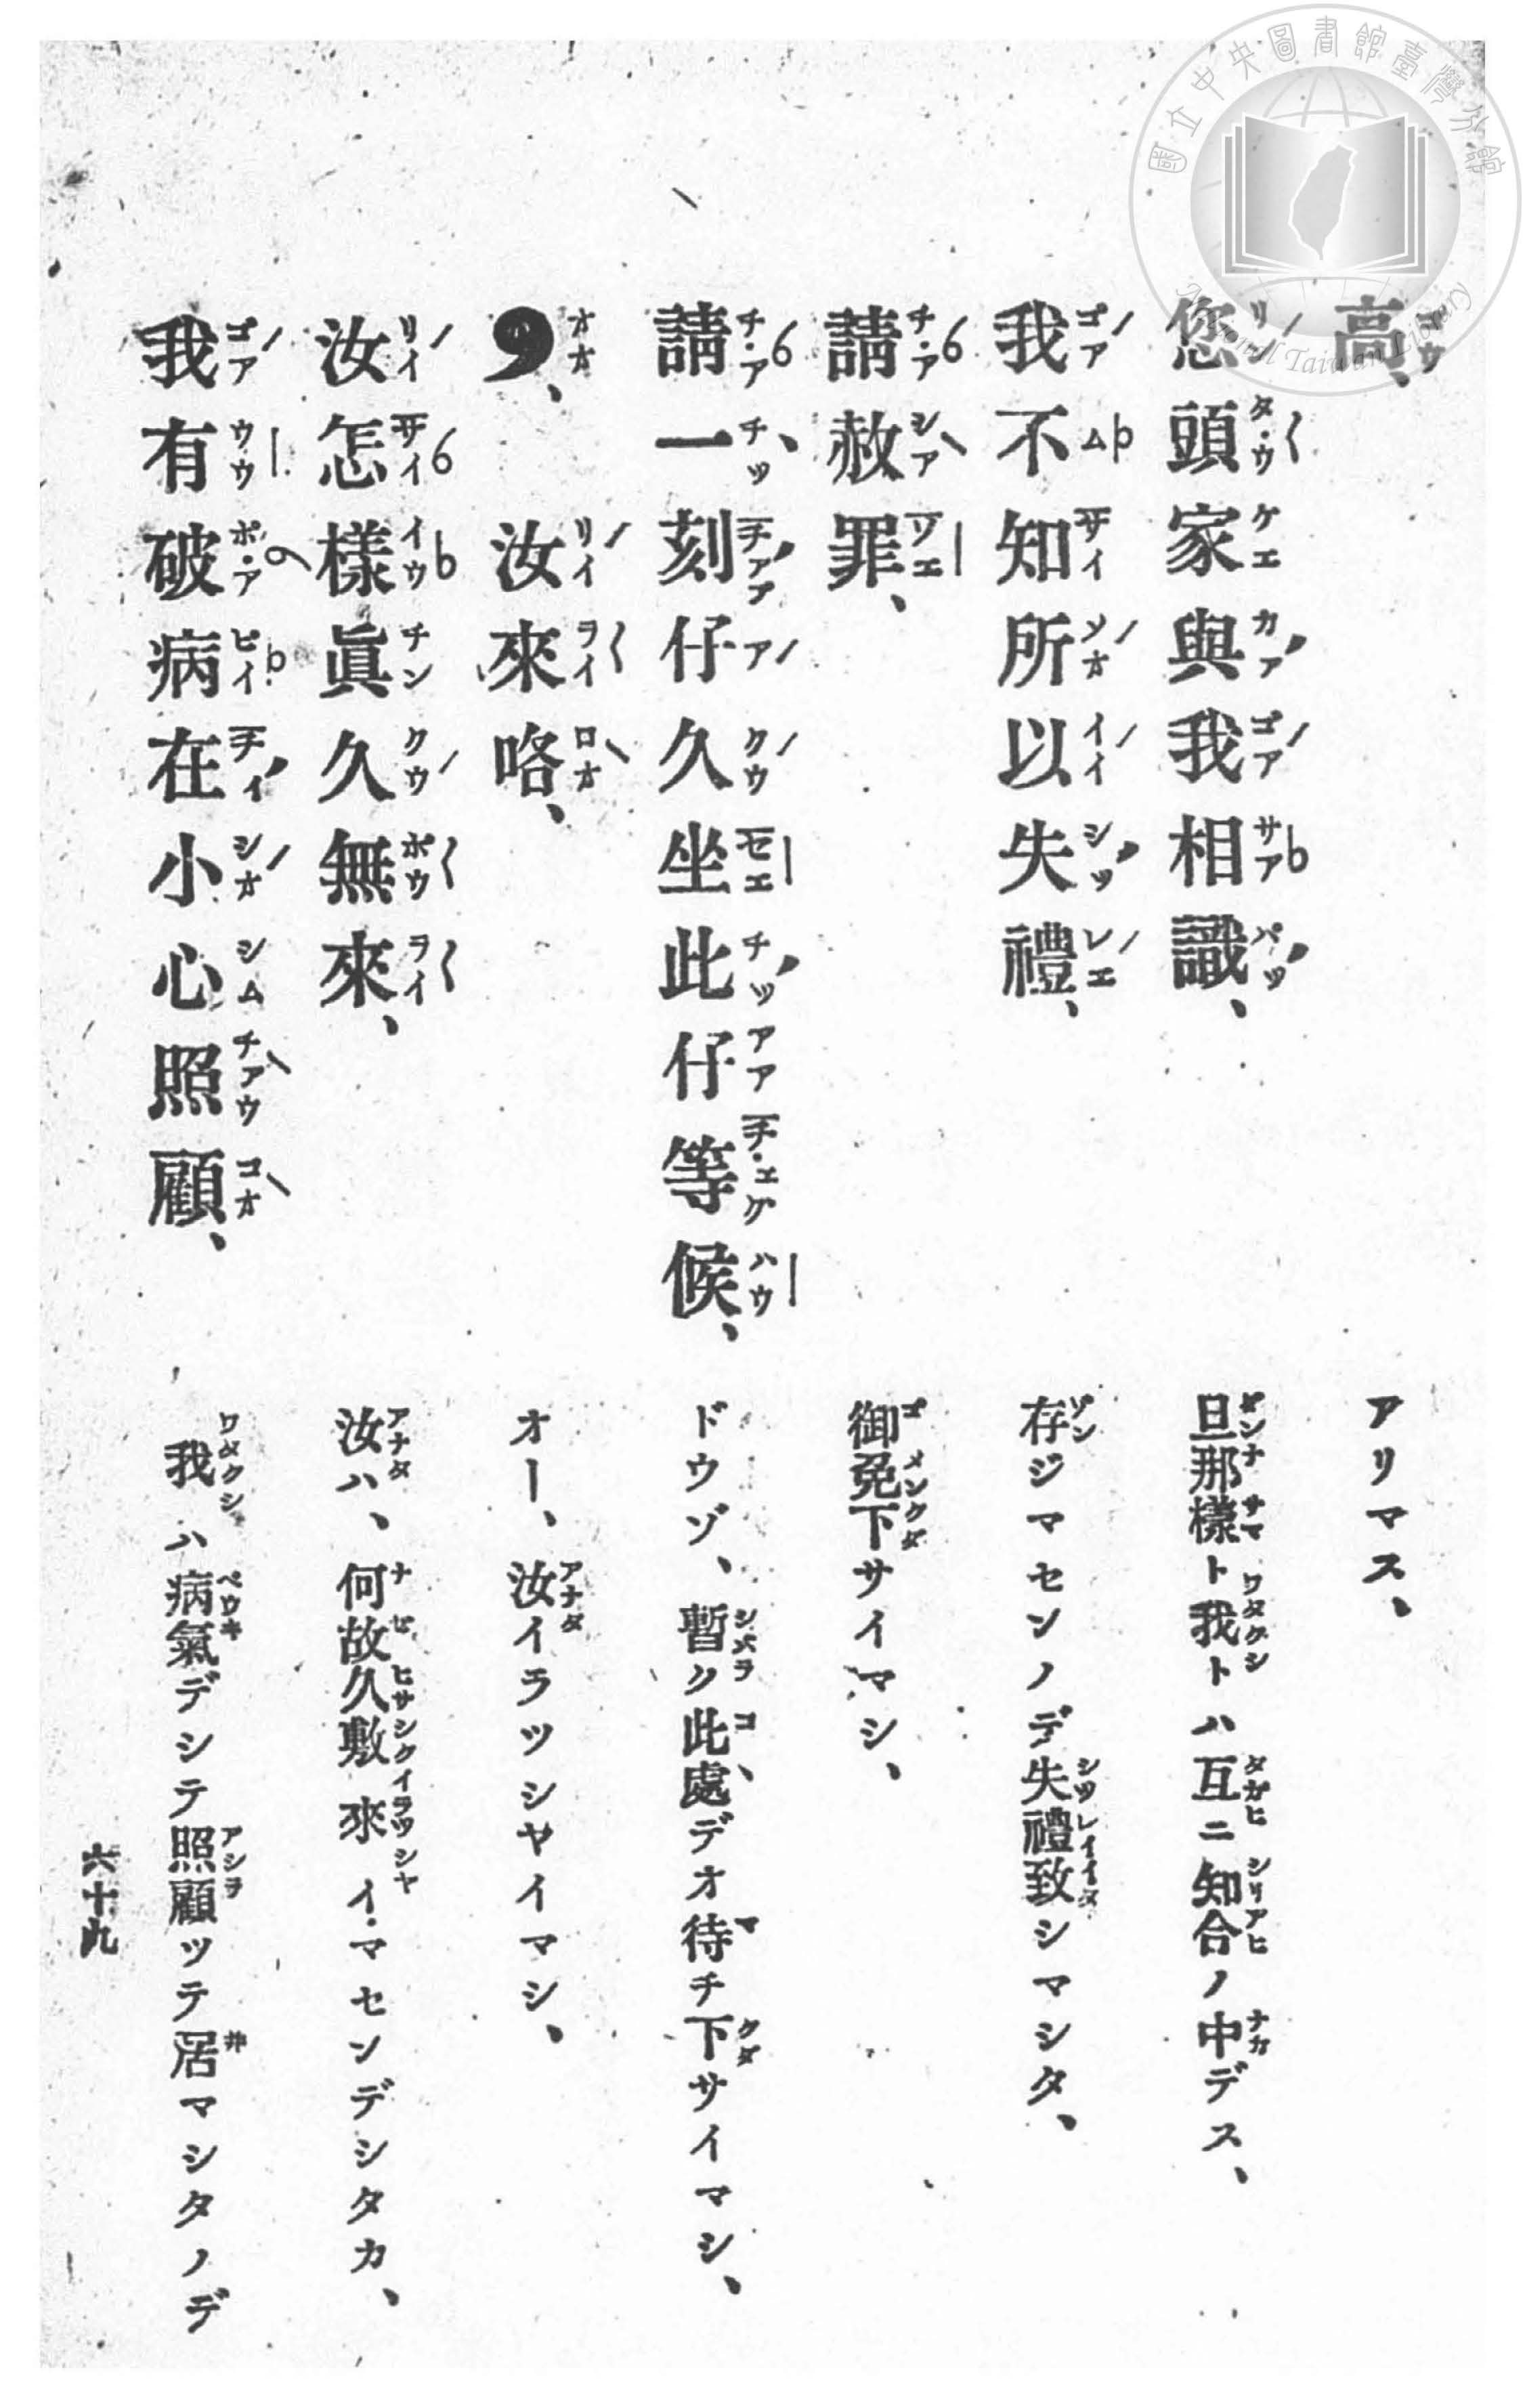 高、
您頭家與我相識、
我不知所以失禮、
請赦罪、
請一刻仔久坐此仔等候、
9、汝來咯、
汝怎樣眞久無來、
我有破病在小心照顧、
アリマス、
旦那樣ト我トハ互ニ知合ノ中デス、
存ジマセンノデ失禮致シマシタ、
御免下サイマシ、
ドウゾ、暫ク此處デオ待チ下サイマシ、
オー、汝イラツシヤイマシ、
汝ハ、何故久敷來イマセンデシタカ、
我ハ病氣デシテ照顧ツテ居マシタノデ
六十九
國立中央圖書館臺灣分館
National Taiwan Library